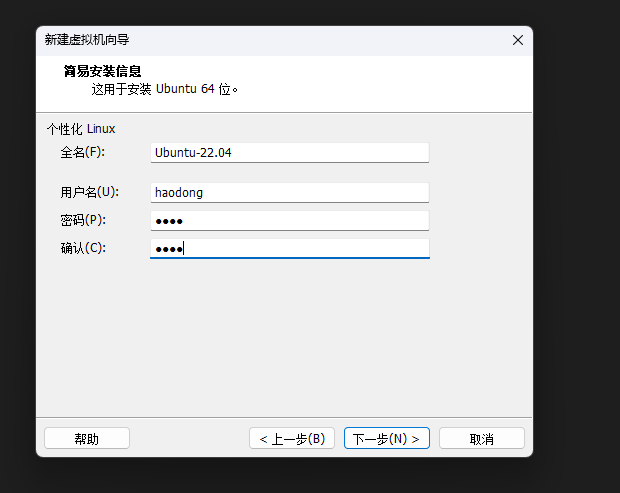 新建虚拟机向导
简易安装信息
这用于安装 Ubuntu 64 位。
个性化 Linux
全名(F): Ubuntu-22.04
用户名(U): haodong
密码(P): ●●●●
确认(C): ●●●●
帮助 < 上一步(B) 下一步(N) > 取消